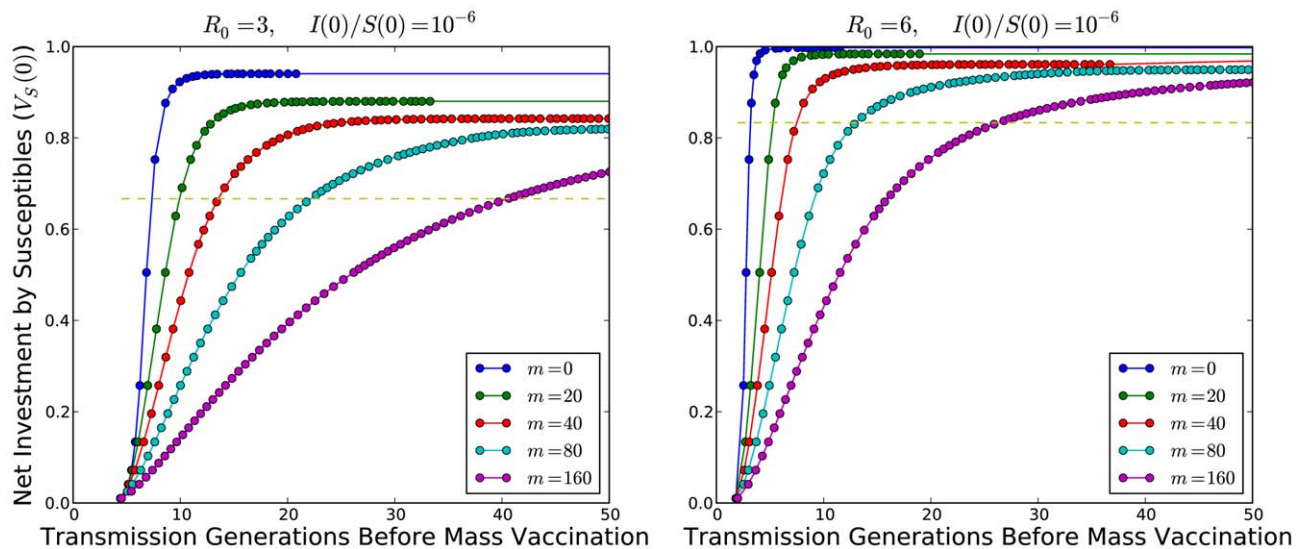 R₀ = 3, I(0)/S(0) = 10⁻⁶
Net Investment by Susceptibles (V_S(0))
1.0
0.8
0.6
0.4
0.2
0.0
0 10 20 30 40 50
m = 0
m = 20
m = 40
m = 80
m = 160
Transmission Generations Before Mass Vaccination
R₀ = 6, I(0)/S(0) = 10⁻⁶
1.0
0.8
0.6
0.4
0.2
0.0
0 10 20 30 40 50
m = 0
m = 20
m = 40
m = 80
m = 160
Transmission Generations Before Mass Vaccination